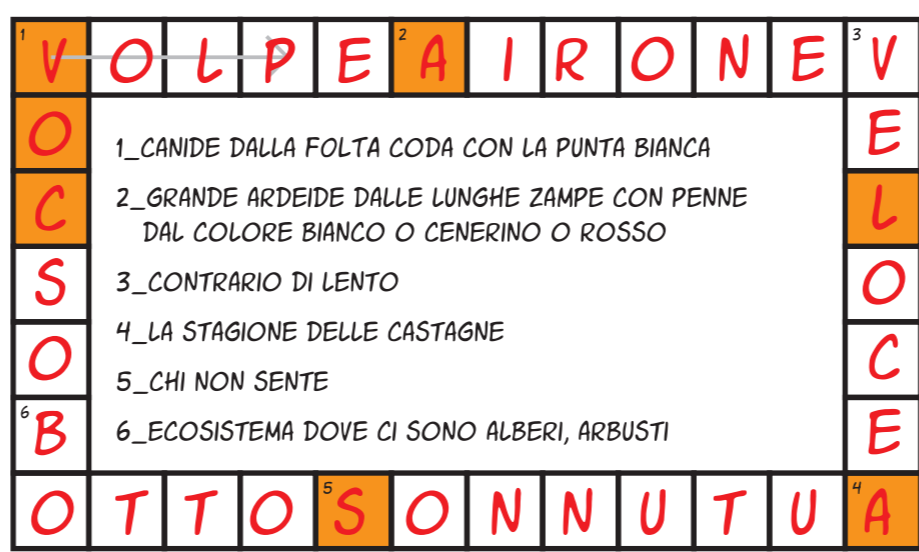 1 V O L P E 2 A I R O N E 3 V
O E
C L
S O
O C
6 B E
O T T O 5 S O N N U T U 4 A
1_CANIDE DALLA FOLTA CODA CON LA PUNTA BIANCA
2_GRANDE ARDEIDE DALLE LUNGHE ZAMPE CON PENNE
DAL COLORE BIANCO O CENERINO O ROSSO
3_CONTRARIO DI LENTO
4_LA STAGIONE DELLE CASTAGNE
5_CHI NON SENTE
6_ECOSISTEMA DOVE CI SONO ALBERI, ARBUSTI